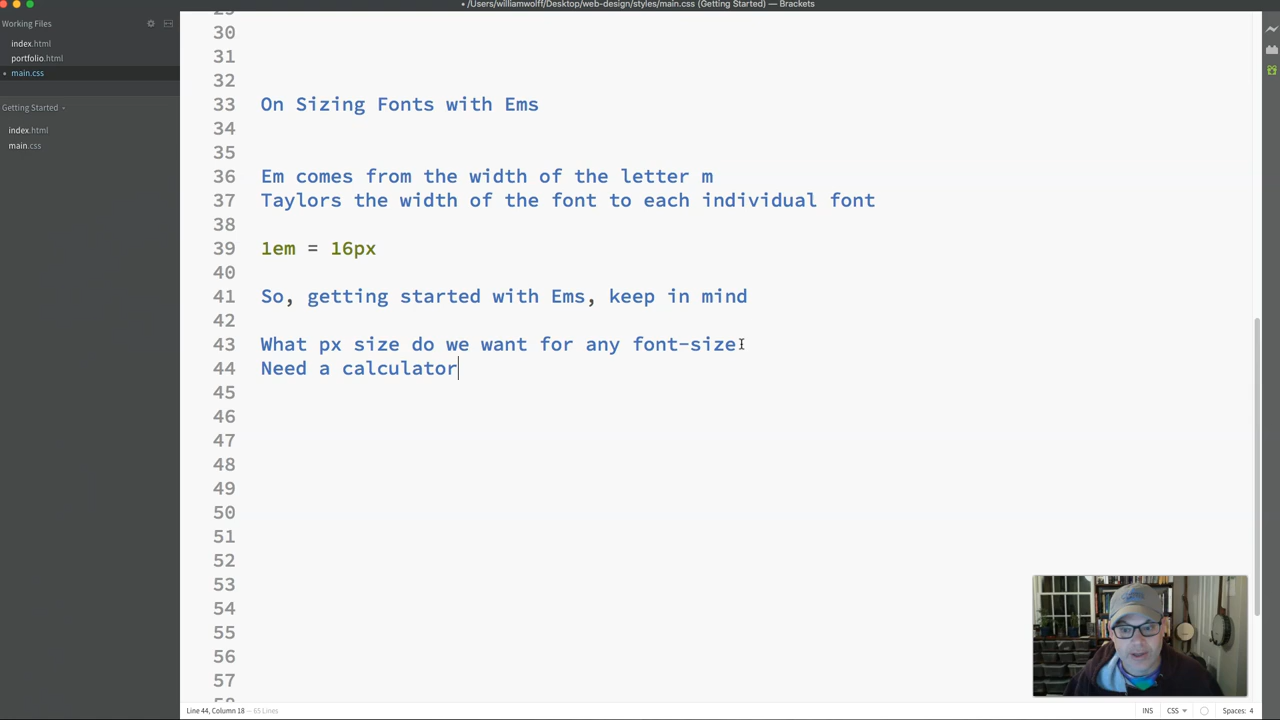 • /Users/williamwolff/Desktop/web-design/styles/main.css (Getting Started) — Brackets
Working Files
index.html
portfolio.html
main.css
Getting Started
index.html
main.css
30
31
32
33 On Sizing Fonts with Ems
34
35
36 Em comes from the width of the letter m
37 Taylors the width of the font to each individual font
38
39 1em = 16px
40
41 So, getting started with Ems, keep in mind
42
43 What px size do we want for any font-size
44 Need a calculator
45
46
47
48
49
50
51
52
53
54
55
56
57
Line 44, Column 18 — 65 Lines
INS CSS Spaces: 4